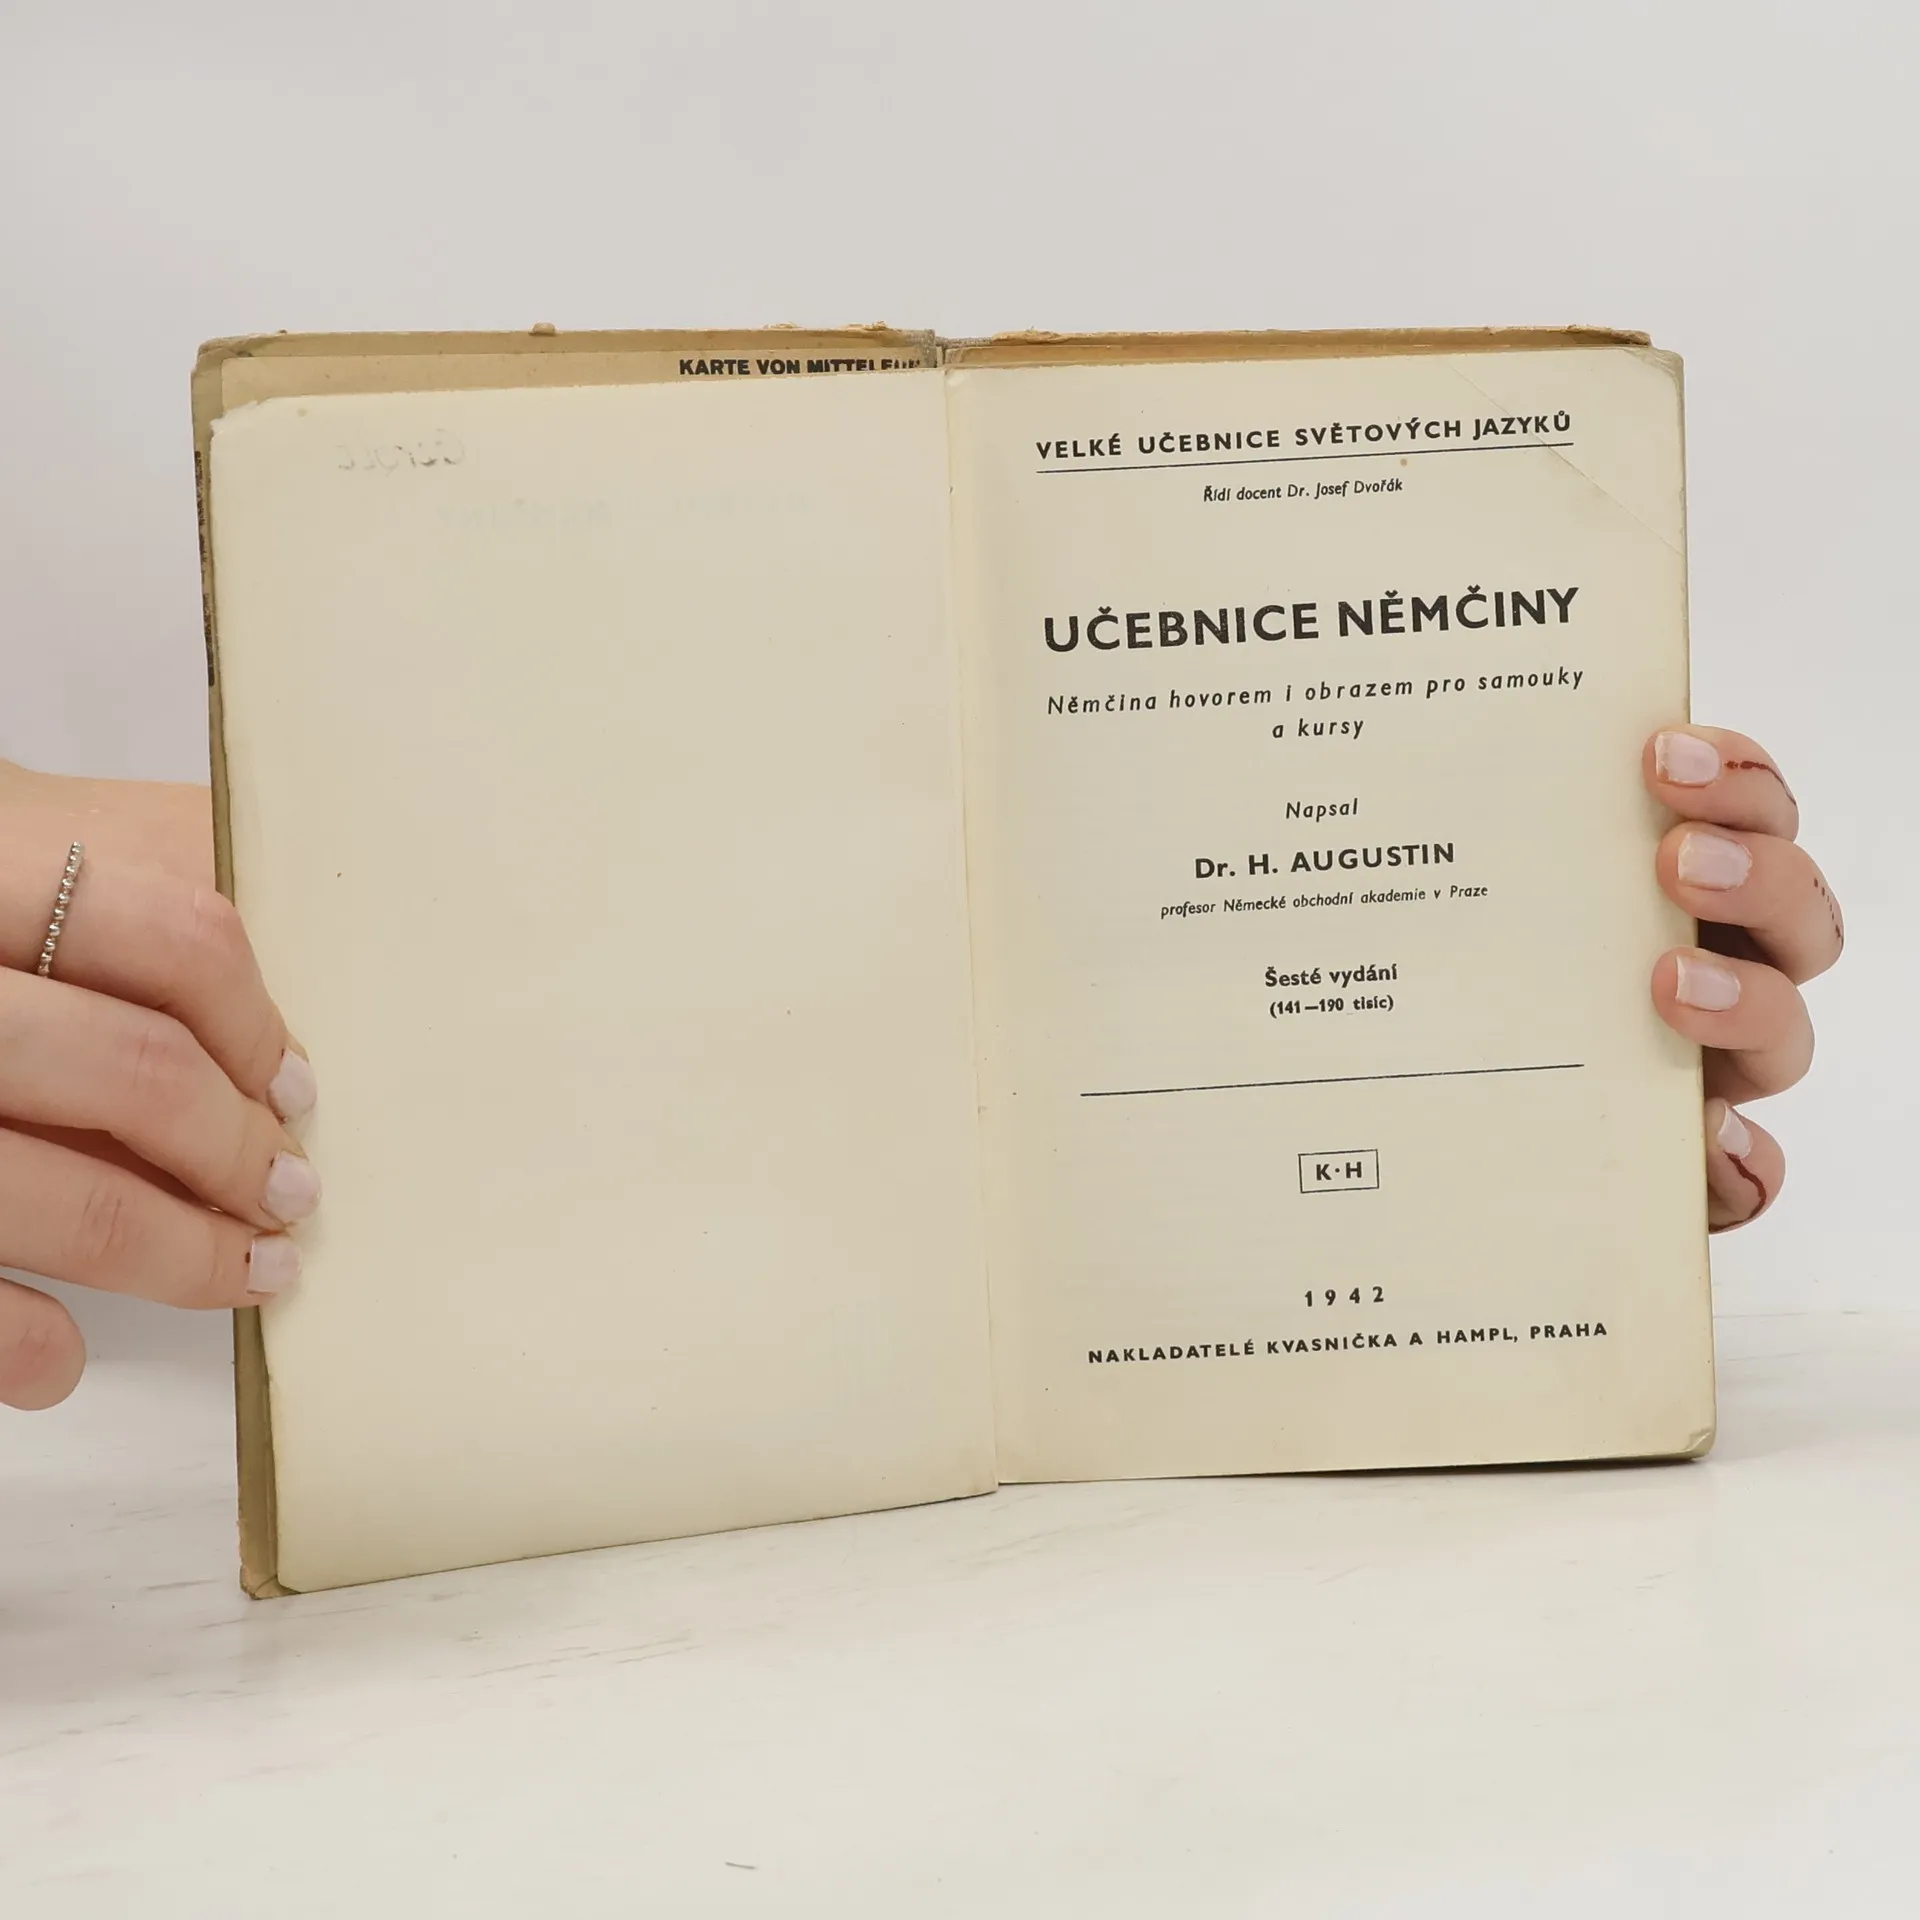 KARTE VON
VELKÉ UČEBNICE SVĚTOVÝCH JAZYKŮ
Řídí docent Dr. Josef Dvořák
UČEBNICE NĚMČINY
Němčina hovorem i obrazem pro samouky
a kursy
Napsal
Dr. H. AUGUSTIN
profesor Německé obchodní akademie v Praze
Šesté vydání
(141—190 tisíc)
K·H
1942
NAKLADATELÉ KVASNIČKA A HAMPL, PRAHA